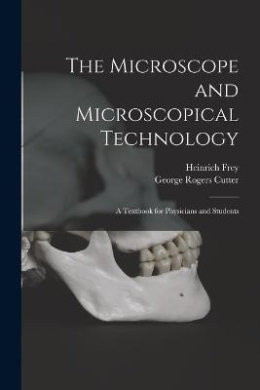 The Microscope
and
Microscopical
Technology
Heinrich Frey,
George Rogers Cutter
A Textbook for Physicians and Students